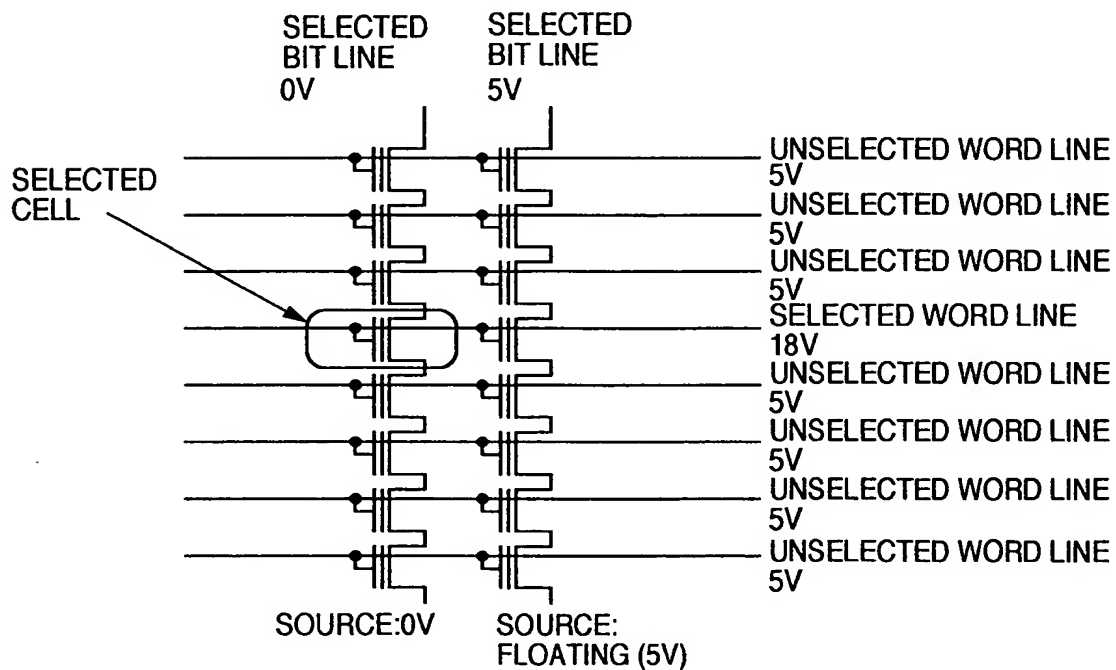 SELECTED
BIT LINE
0V
SELECTED
BIT LINE
5V
SELECTED
CELL
UNSELECTED WORD LINE
5V
UNSELECTED WORD LINE
5V
UNSELECTED WORD LINE
5V
SELECTED WORD LINE
18V
UNSELECTED WORD LINE
5V
UNSELECTED WORD LINE
5V
UNSELECTED WORD LINE
5V
UNSELECTED WORD LINE
5V
SOURCE:0V
SOURCE:
FLOATING (5V)